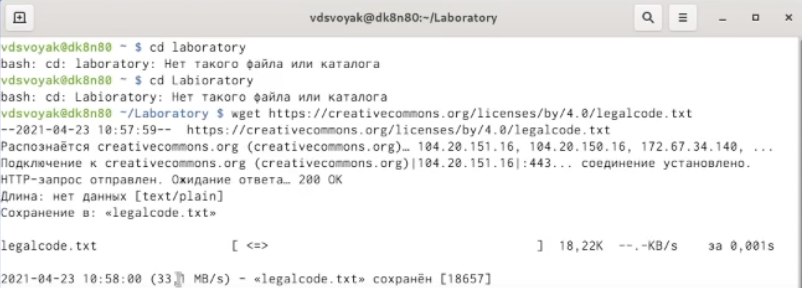 vdsvoyak@dk8n80:~/Laboratory
vdsvoyak@dk8n80 ~ $ cd laboratory
bash: cd: laboratory: Нет такого файла или каталога
vdsvoyak@dk8n80 ~ $ cd Labioratory
bash: cd: Labioratory: Нет такого файла или каталога
vdsvoyak@dk8n80 ~/Laboratory $ wget https://creativecommons.org/licenses/by/4.0/legalcode.txt
--2021-04-23 10:57:59-- https://creativecommons.org/licenses/by/4.0/legalcode.txt
Распознаётся creativecommons.org (creativecommons.org)… 104.20.151.16, 104.20.150.16, 172.67.34.140, ...
Подключение к creativecommons.org (creativecommons.org)|104.20.151.16|:443... соединение установлено.
HTTP-запрос отправлен. Ожидание ответа… 200 OK
Длина: нет данных [text/plain]
Сохранение в: «legalcode.txt»
legalcode.txt [ <=> ] 18,22K --.-KB/s за 0,001s
2021-04-23 10:58:00 (33,1 MB/s) - «legalcode.txt» сохранён [18657]